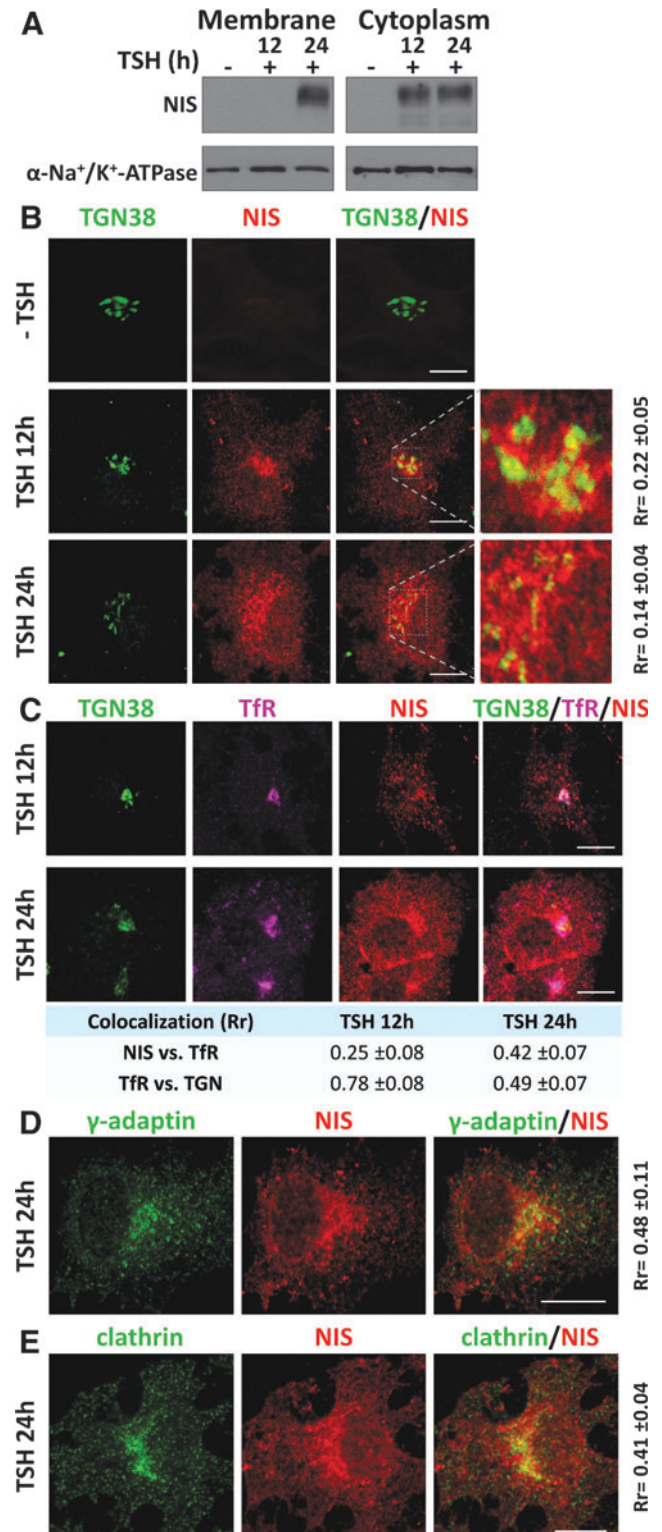 A
Membrane Cytoplasm
12 24 12 24
TSH (h) - + + - + +
NIS
α-Na⁺/K⁺-ATPase
B
TGN38 NIS TGN38/NIS
- TSH
TSH 12h
Rr= 0.22 ±0.05
TSH 24h
Rr= 0.14 ±0.04
C
TGN38 TfR NIS TGN38/TfR/NIS
TSH 12h
TSH 24h
Colocalization (Rr) TSH 12h TSH 24h
NIS vs. TfR 0.25 ±0.08 0.42 ±0.07
TfR vs. TGN 0.78 ±0.08 0.49 ±0.07
D
γ-adaptin NIS γ-adaptin/NIS
TSH 24h
Rr= 0.48 ±0.11
E
clathrin NIS clathrin/NIS
TSH 24h
Rr= 0.41 ±0.04